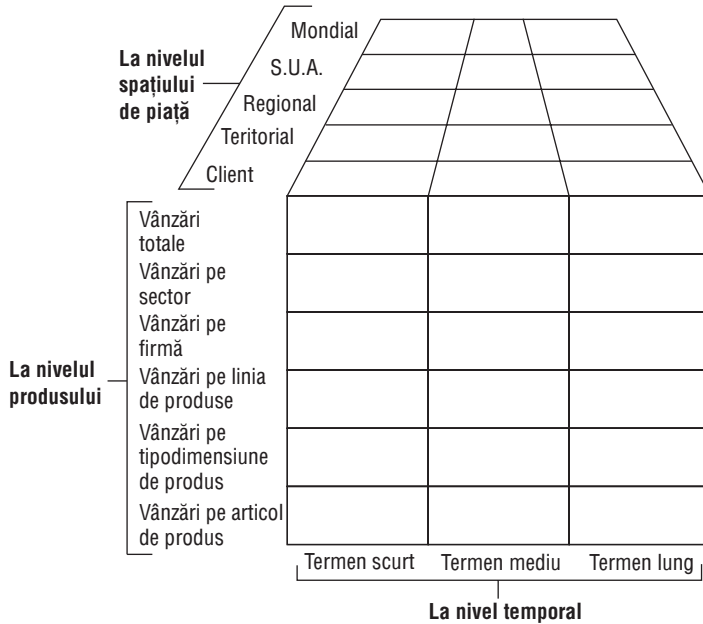 Mondial
S.U.A.
Regional
Teritorial
Client
La nivelul
spațiului
de piață
Vânzări
totale
Vânzări pe
sector
Vânzări pe
firmă
Vânzări pe linia
de produse
Vânzări pe
tipodimensiune
de produs
Vânzări pe articol
de produs
La nivelul
produsului
Termen scurt Termen mediu Termen lung
La nivel temporal